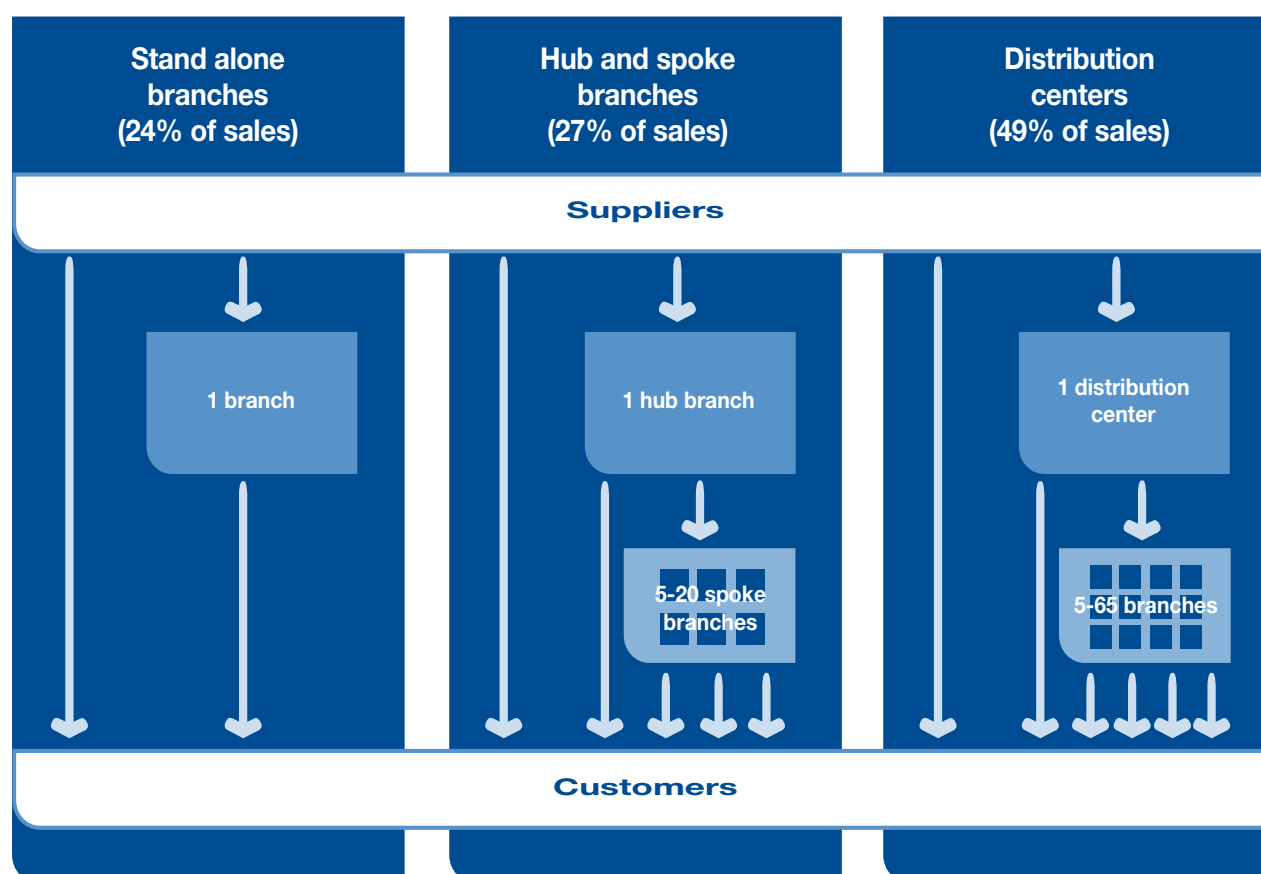 Stand alone
branches
(24% of sales)
Hub and spoke
branches
(27% of sales)
Distribution
centers
(49% of sales)
Suppliers
1 branch
1 hub branch
1 distribution
center
5-20 spoke
branches
5-65 branches
Customers